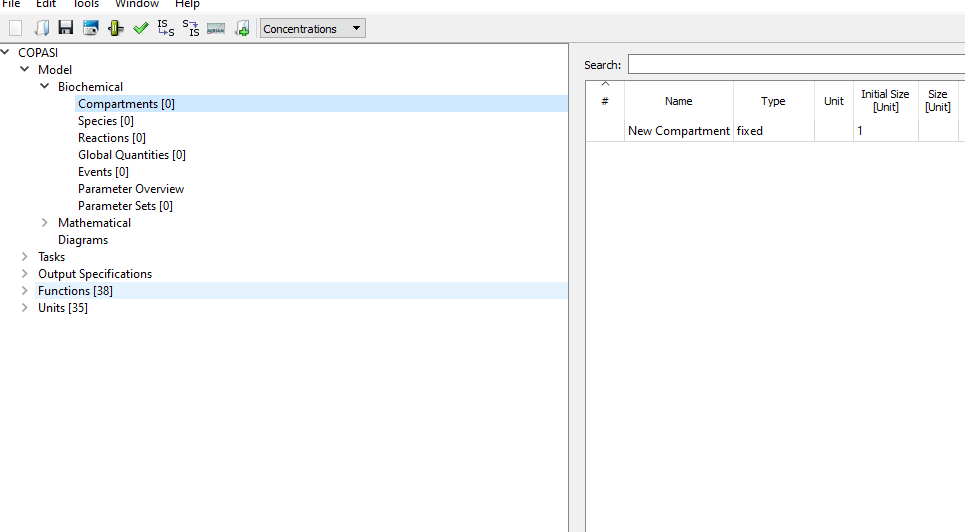 File Edit Tools Window Help
Concentrations
COPASI
Model
Biochemical
Compartments [0]
Species [0]
Reactions [0]
Global Quantities [0]
Events [0]
Parameter Overview
Parameter Sets [0]
Mathematical
Diagrams
Tasks
Output Specifications
Functions [38]
Units [35]
Search:
# Name Type Unit Initial Size [Unit] Size [Unit]
New Compartment fixed 1